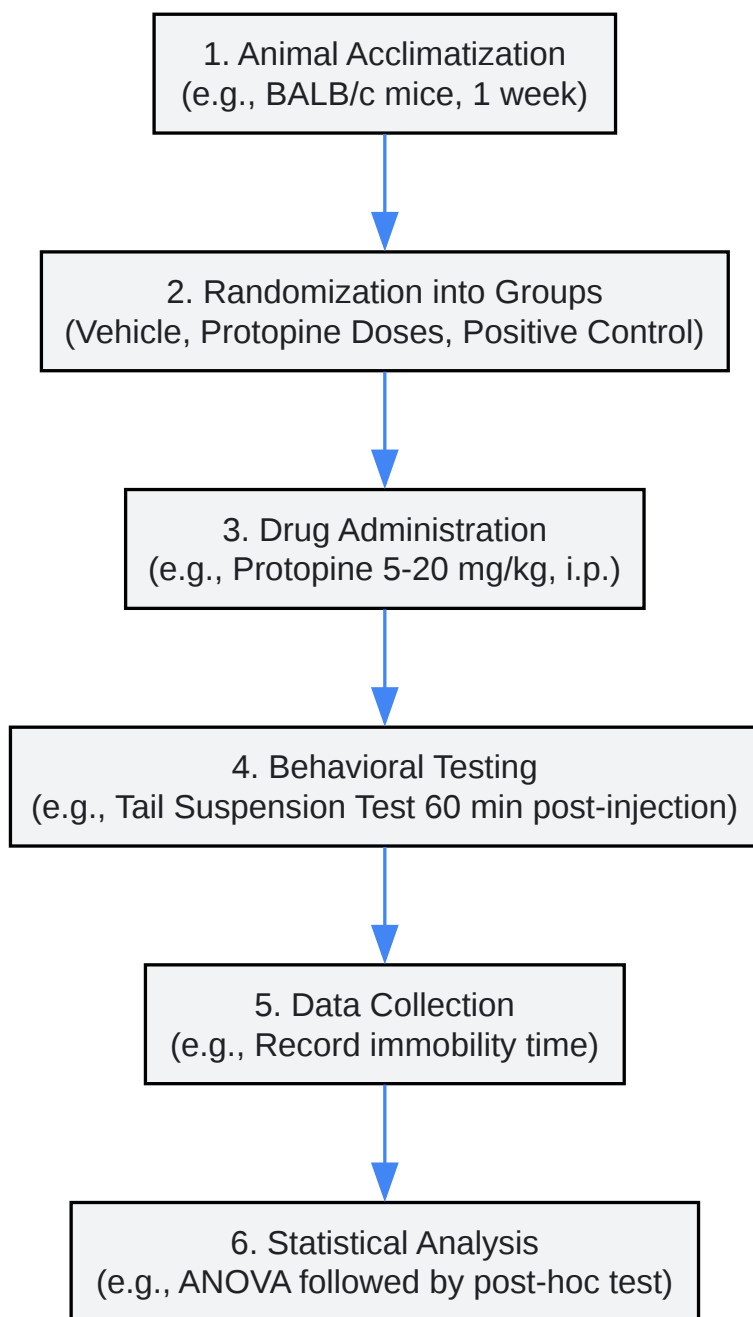 1. Animal Acclimatization
(e.g., BALB/c mice, 1 week)
2. Randomization into Groups
(Vehicle, Protopine Doses, Positive Control)
3. Drug Administration
(e.g., Protopine 5-20 mg/kg, i.p.)
4. Behavioral Testing
(e.g., Tail Suspension Test 60 min post-injection)
5. Data Collection
(e.g., Record immobility time)
6. Statistical Analysis
(e.g., ANOVA followed by post-hoc test)